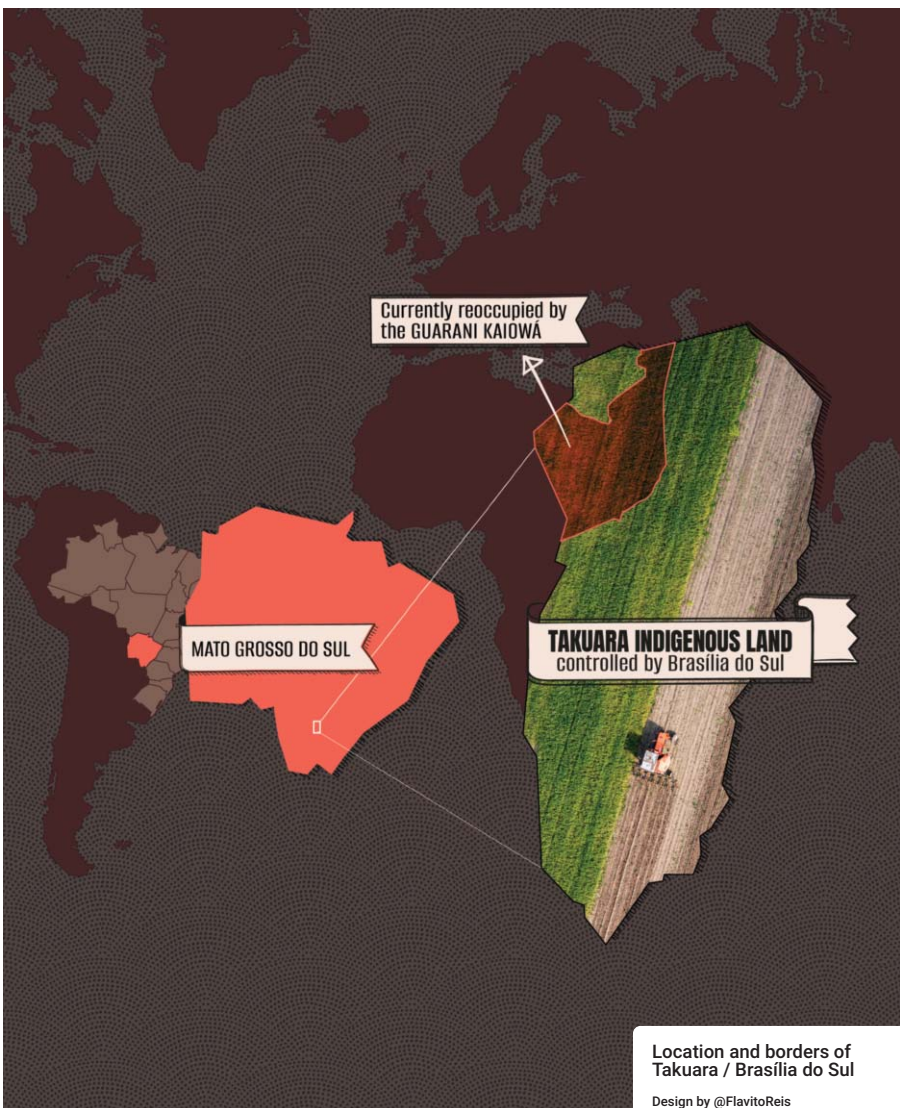 Currently reoccupied by
the GUARANI KAIOWÁ
MATO GROSSO DO SUL
TAKUARA INDIGENOUS LAND
controlled by Brasília do Sul
Location and borders of
Takuara / Brasília do Sul
Design by @FlavitoReis